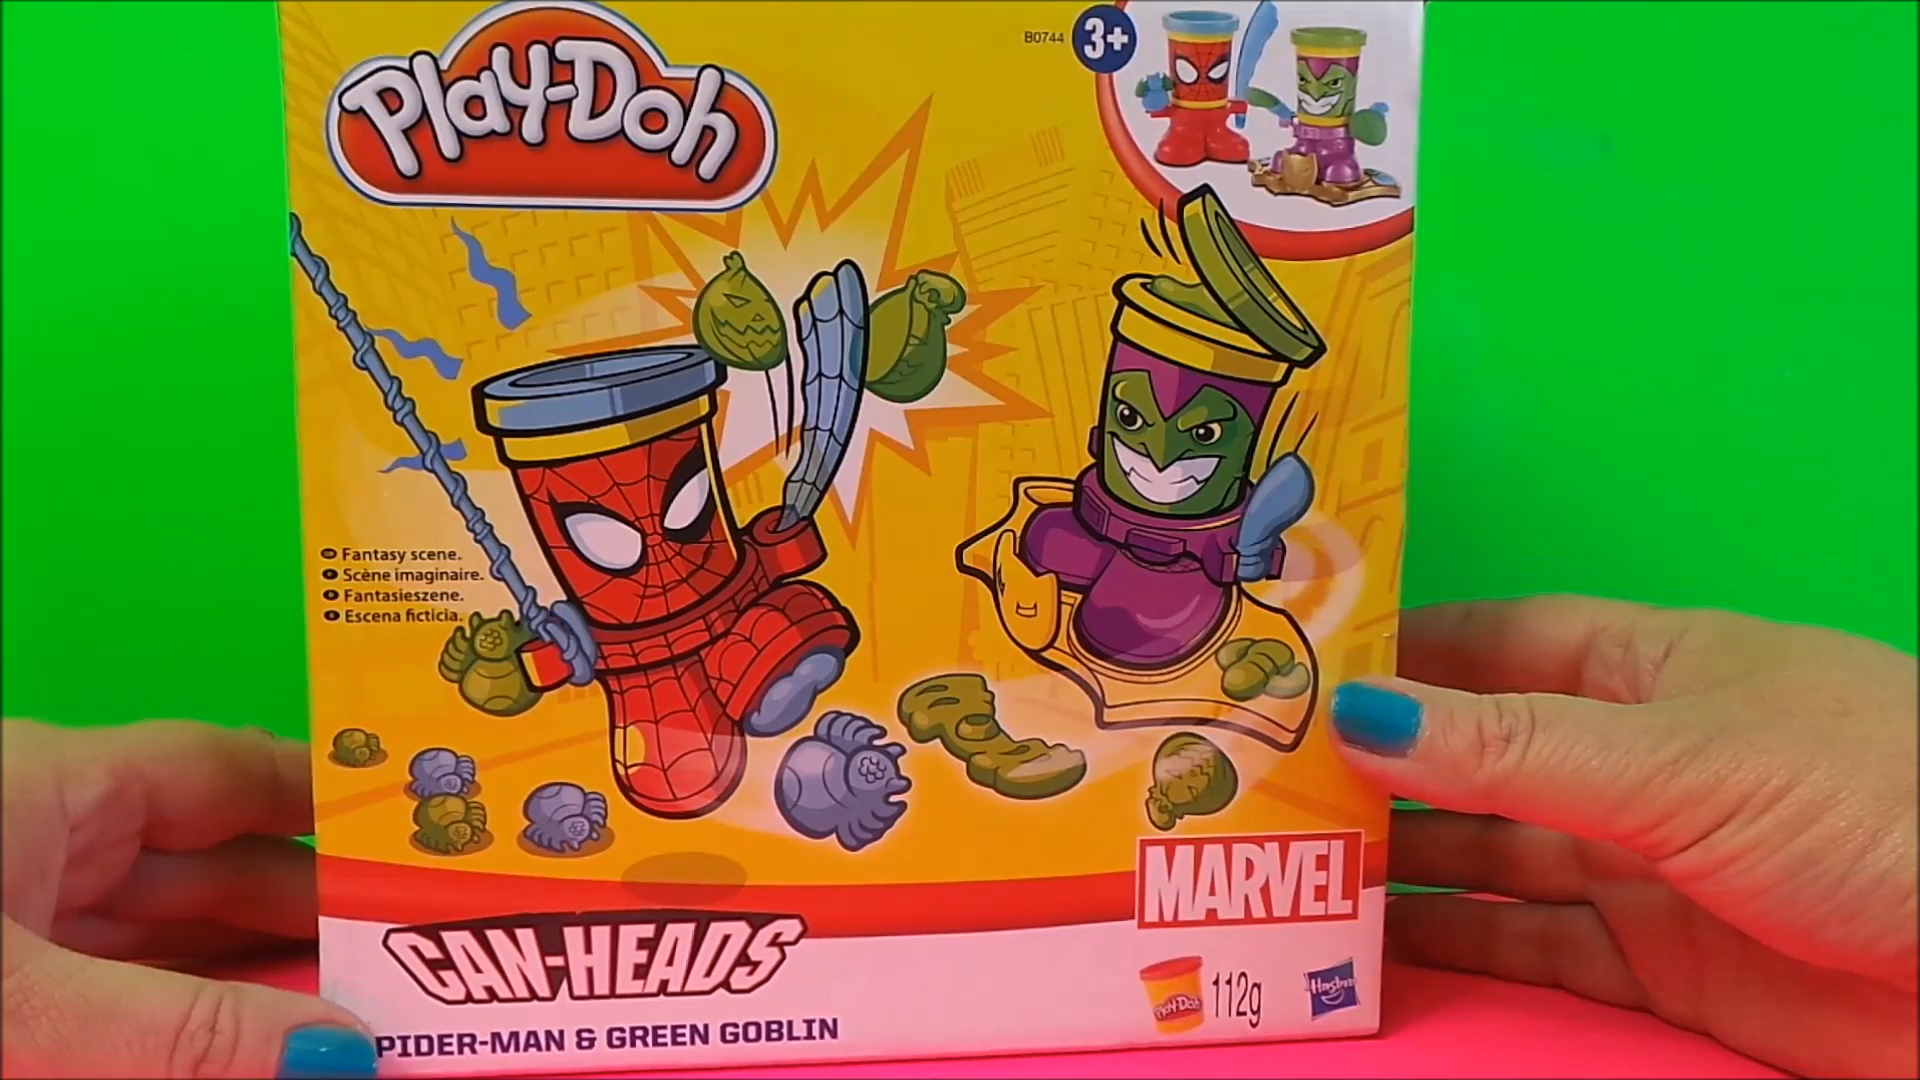 Play-Doh
B0744
3+
Fantasy scene.
Scène imaginaire.
Fantasieszene.
Escena ficticia.
MARVEL
CAN-HEADS
PIDER-MAN & GREEN GOBLIN
Play-Doh
112g
Hasbro